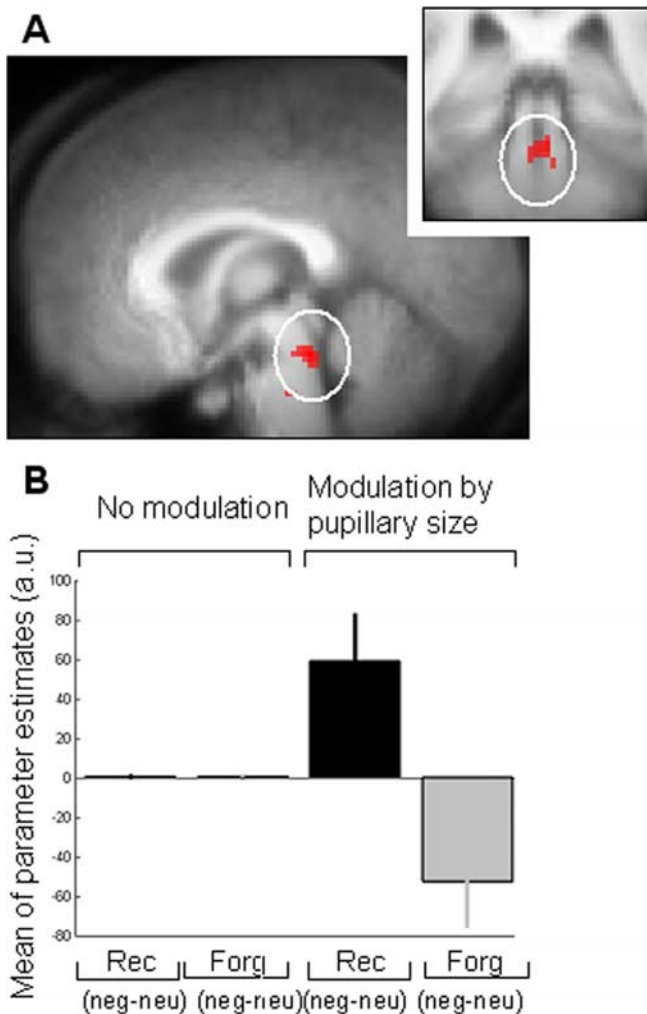 A
B
No modulation
Modulation by
pupillary size
Mean of parameter estimates (a.u.)
100
80
60
40
20
0
-20
-40
-60
-80
Rec Forg Rec Forg
(neg-neu) (neg-neu) (neg-neu) (neg-neu)